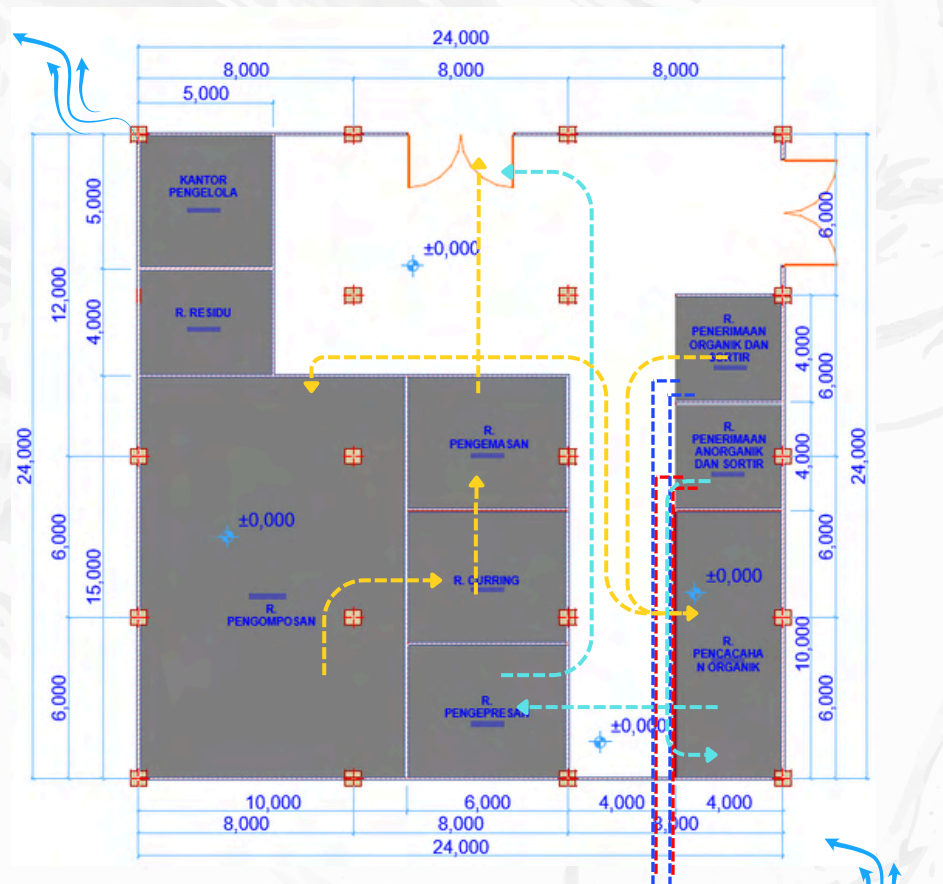 24,000
8,000
8,000
8,000
5,000
KANTOR
PENGELOLA
5,000
6,000
±0,000
12,000
4,000
R. RESIDU
R.
PENERIMAAN
ORGANIK DAN
SORTIR
4,000
6,000
R.
PENGEMASAN
R.
PENERIMAAN
ANORGANIK
DAN SORTIR
4,000
24,000
24,000
±0,000
6,000
15,000
R. CURRING
±0,000
6,000
R.
PENGOMPOSAN
R.
PENCACAHA
N ORGANIK
10,000
6,000
R.
PENGEPRESAN
±0,000
6,000
10,000
6,000
4,000
4,000
8,000
8,000
8,000
24,000